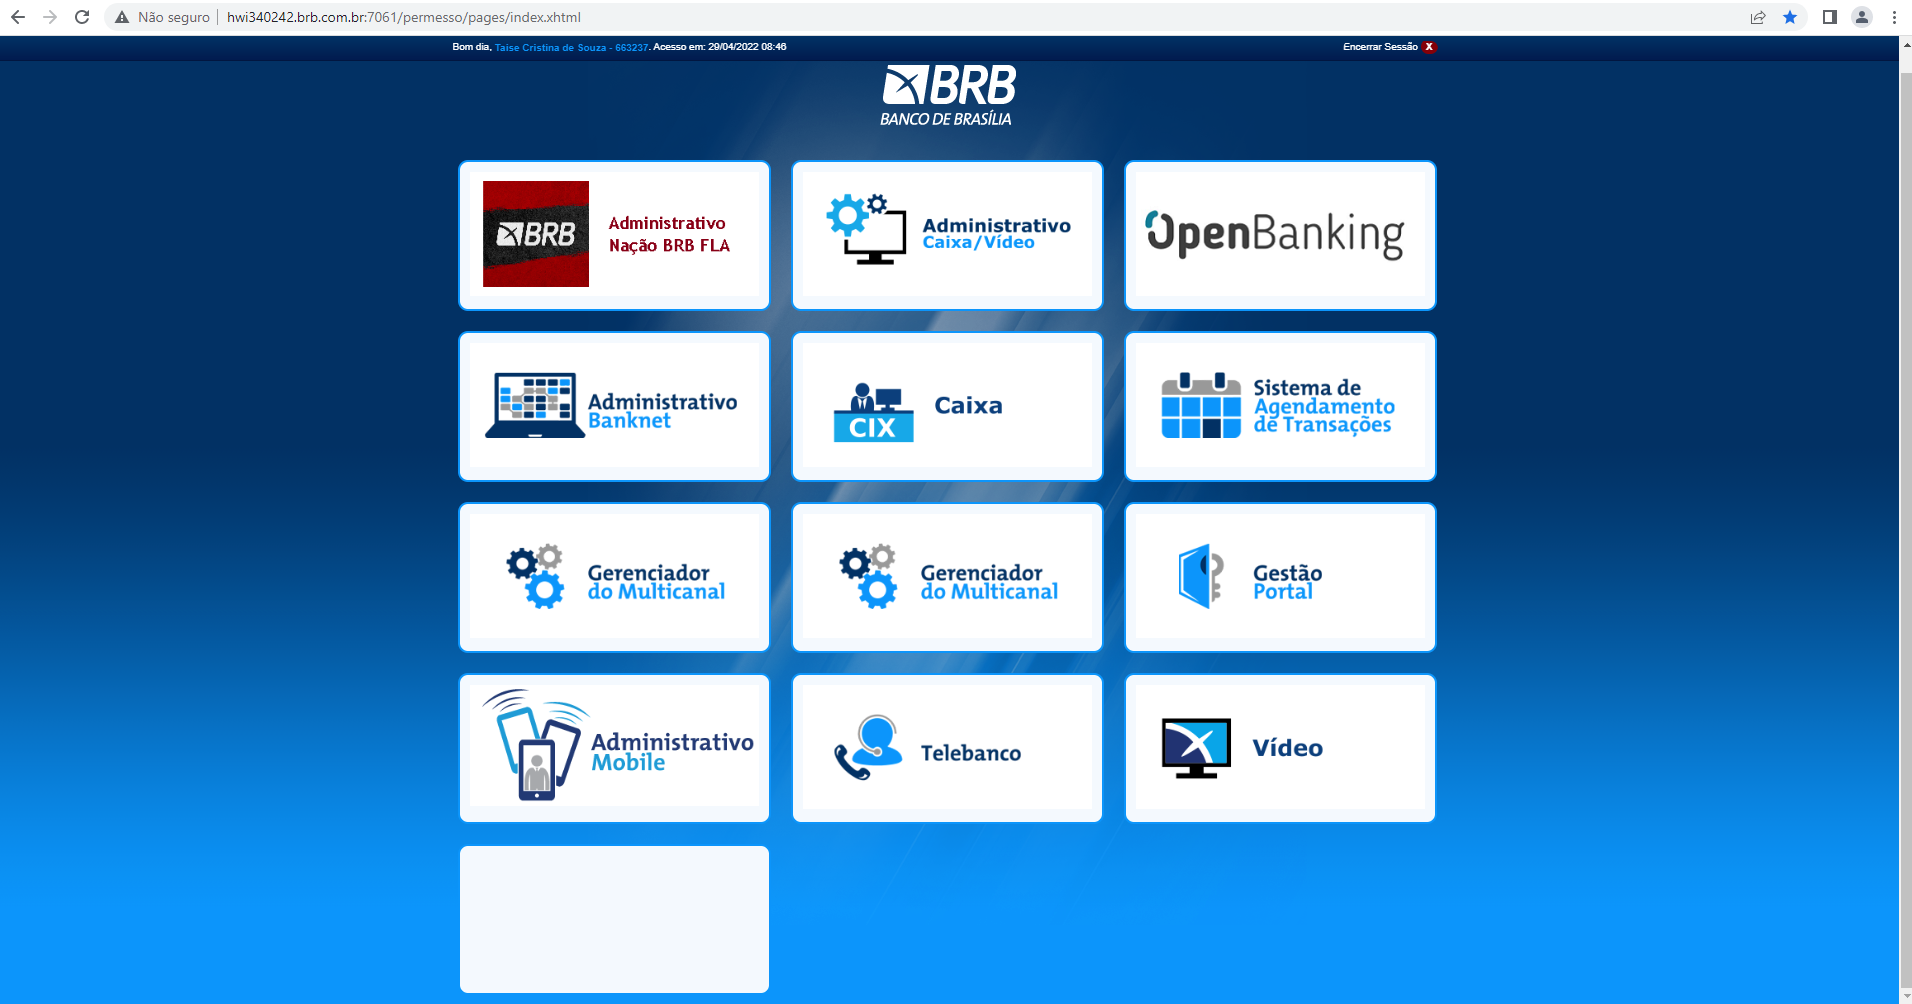 Não seguro
hwi340242.brb.com.br:7061/permesso/pages/index.xhtml
Bom dia, Taise Cristina de Souza - 663237. Acesso em: 29/04/2022 08:46
Encerrar Sessão X
BRB
BANCO DE BRASÍLIA
BRB
Administrativo
Nação BRB FLA
Administrativo
Caixa/Vídeo
OpenBanking
Administrativo
Banknet
CIX
Caixa
Sistema de
Agendamento
de Transações
Gerenciador
do Multicanal
Gerenciador
do Multicanal
Gestão
Portal
Administrativo
Mobile
Telebanco
Vídeo